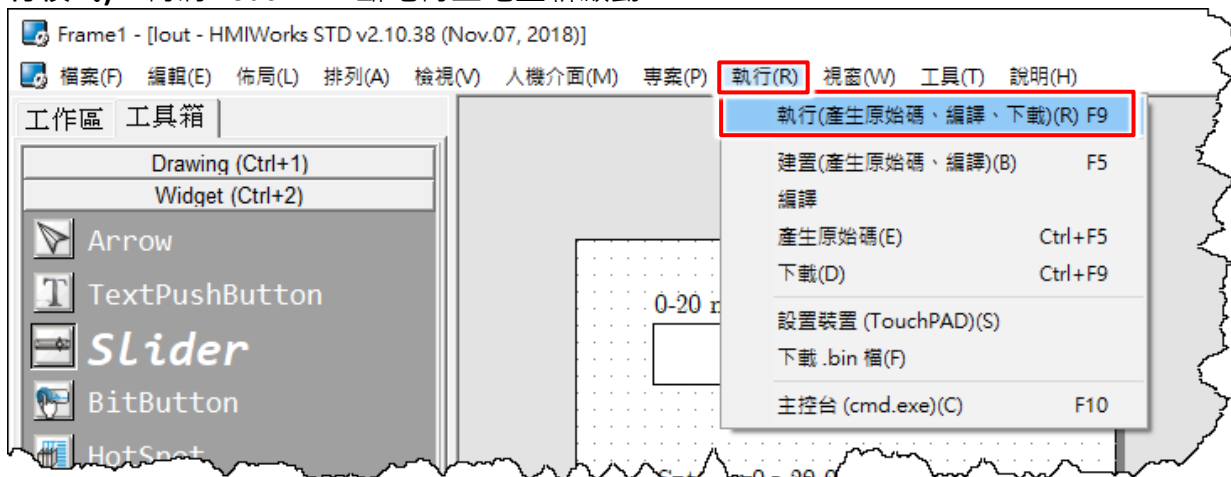 Frame1 - [Iout - HMIWorks STD v2.10.38 (Nov.07, 2018)]
檔案(F) 編輯(E) 佈局(L) 排列(A) 檢視(V) 人機介面(M) 專案(P) 執行(R) 視窗(W) 工具(T) 說明(H)
工作區 工具箱
執行(產生原始碼、編譯、下載)(R) F9
Drawing (Ctrl+1)
Widget (Ctrl+2)
建置(產生原始碼、編譯)(B) F5
編譯
產生原始碼(E) Ctrl+F5
下載(D) Ctrl+F9
設置裝置 (TouchPAD)(S)
下載 .bin 檔(F)
主控台 (cmd.exe)(C) F10
Arrow
TextPushButton
Slider
BitButton
HotSpot
0-20